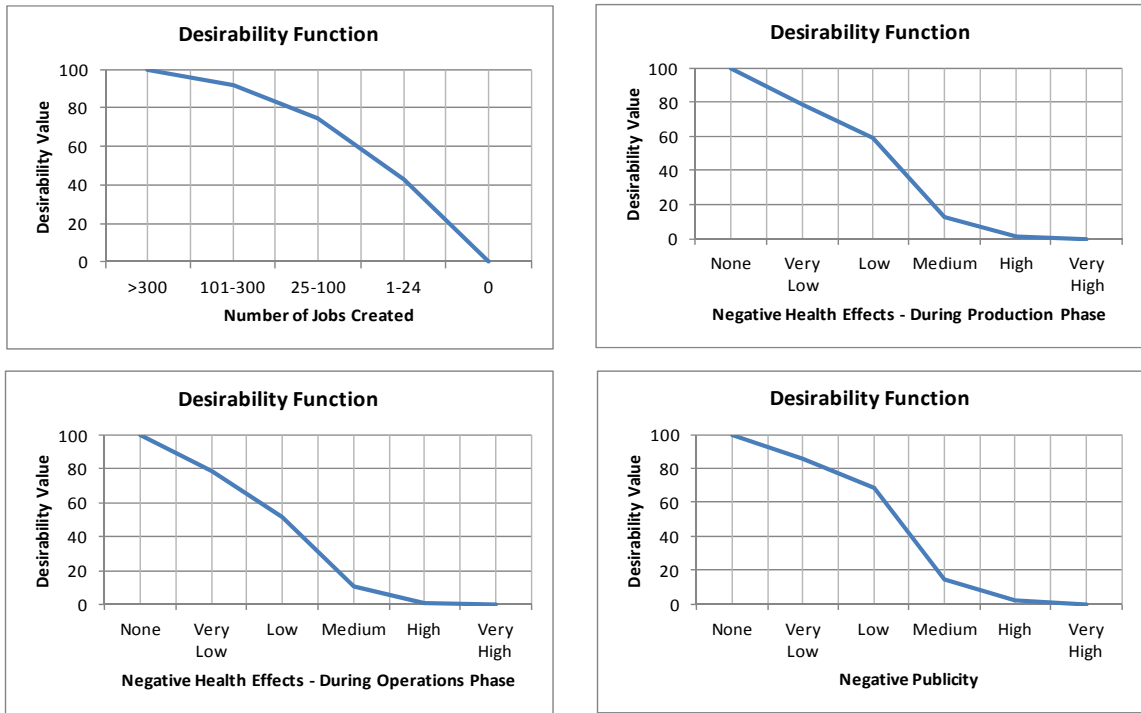 Desirability Function
Desirability Value
100
80
60
40
20
0
>300 101-300 25-100 1-24 0
Number of Jobs Created
Desirability Function
Desirability Value
100
80
60
40
20
0
None Very Low Low Medium High Very High
Negative Health Effects - During Production Phase
Desirability Function
Desirability Value
100
80
60
40
20
0
None Very Low Low Medium High Very High
Negative Health Effects - During Operations Phase
Desirability Function
Desirability Value
100
80
60
40
20
0
None Very Low Low Medium High Very High
Negative Publicity